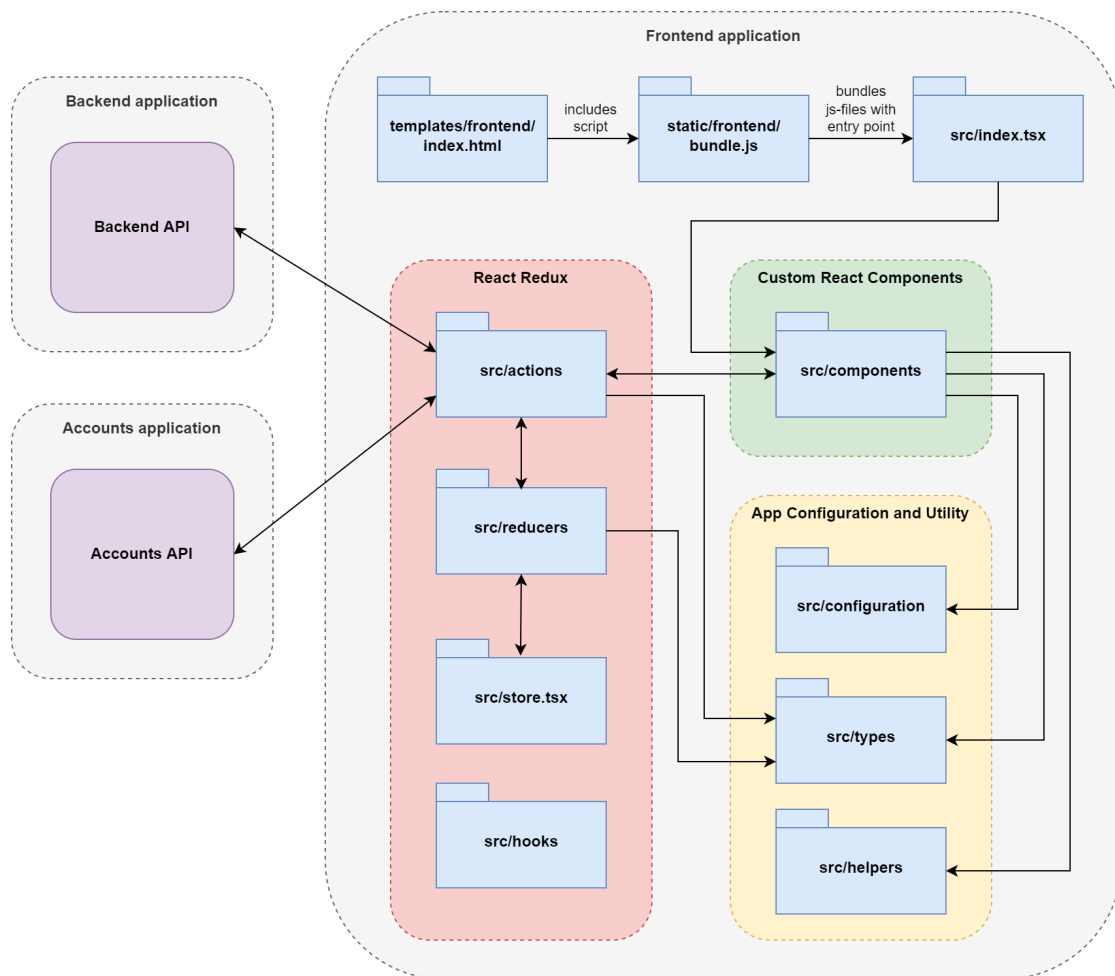 Frontend application
Backend application
Backend API
Accounts application
Accounts API
templates/frontend/
index.html
includes
script
static/frontend/
bundle.js
bundles
js-files with
entry point
src/index.tsx
React Redux
src/actions
src/reducers
src/store.tsx
src/hooks
Custom React Components
src/components
App Configuration and Utility
src/configuration
src/types
src/helpers